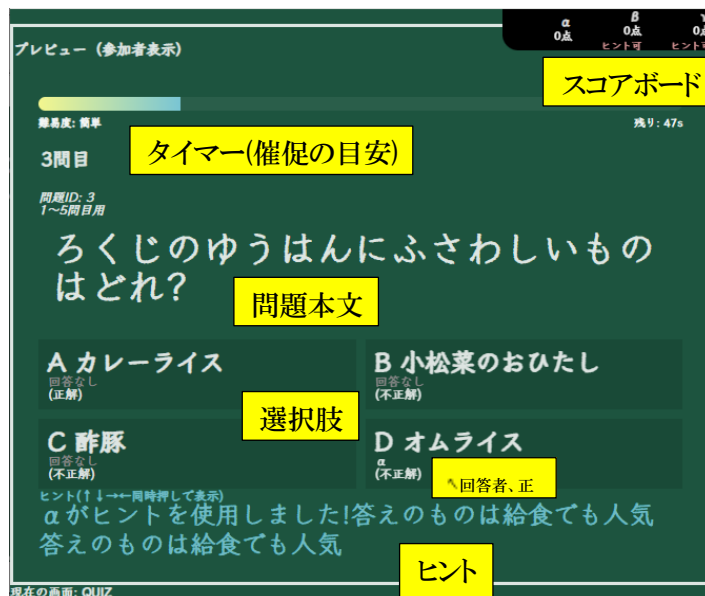 プレビュー (参加者表示)
α
0点
β
0点
ヒント可
ヒント可
スコアボード
難易度: 簡単
残り: 47s
タイマー(催促の目安)
3問目
問題ID: 3
1~5問目用
ろくじのゆうはんにふさわしいもの
はどれ?
問題本文
A カレーライス
回答なし
(正解)
B 小松菜のおひたし
回答なし
(不正解)
選択肢
C 酢豚
回答なし
(不正解)
D オムライス
α
(不正解)
↖回答者、正
ヒント(↑↓→←同時押して表示)
αがヒントを使用しました!答えのものは給食でも人気
答えのものは給食でも人気
ヒント
現在の画面: QUIZ